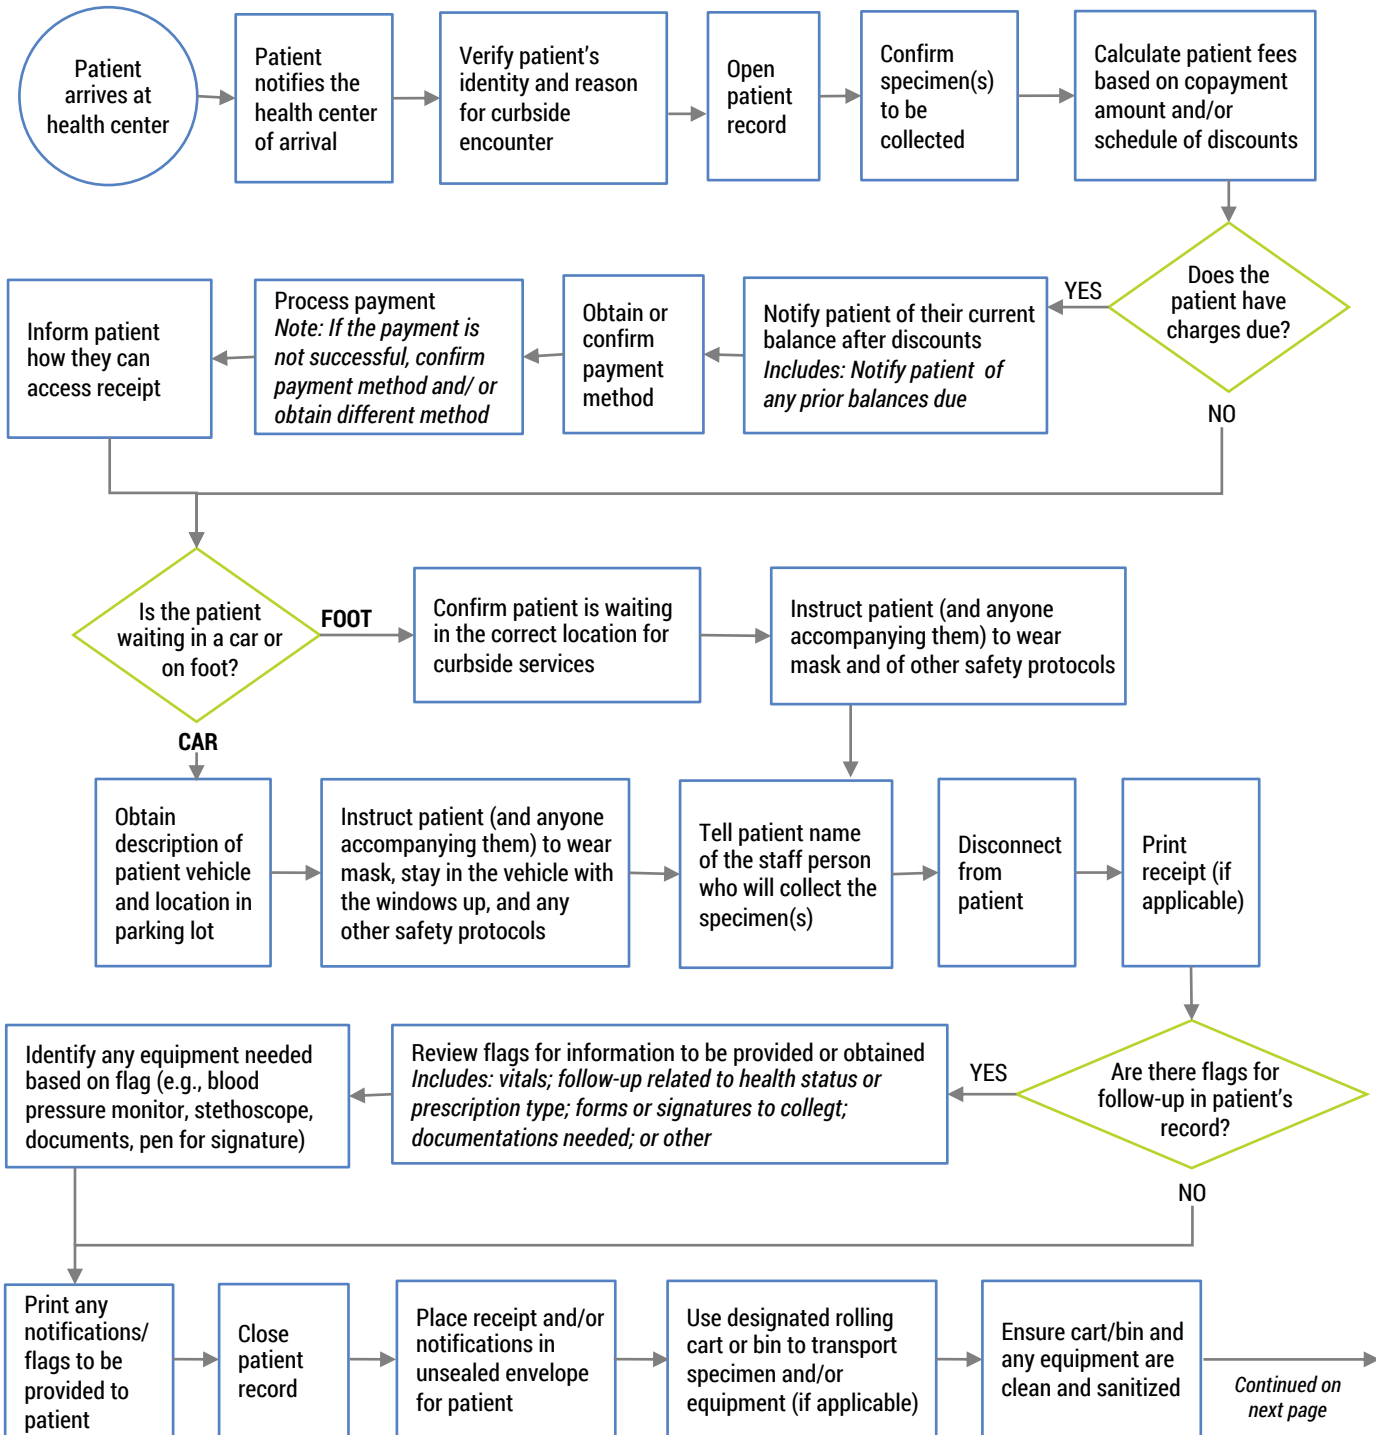 Patient
arrives at
health center
Patient
notifies the
health center
of arrival
Verify patient's
identity and reason
for curbside
encounter
Open
patient
record
Confirm
specimen(s)
to be
collected
Calculate patient fees
based on copayment
amount and/or
schedule of discounts
Does the
patient have
charges due?
YES
NO
Notify patient of their current
balance after discounts
Includes: Notify patient of
any prior balances due
Obtain or
confirm
payment
method
Process payment
Note: If the payment is
not successful, confirm
payment method and/ or
obtain different method
Inform patient
how they can
access receipt
Is the patient
waiting in a car or
on foot?
FOOT
Confirm patient is waiting
in the correct location for
curbside services
Instruct patient (and anyone
accompanying them) to wear
mask and of other safety protocols
CAR
Obtain
description of
patient vehicle
and location in
parking lot
Instruct patient (and anyone
accompanying them) to wear
mask, stay in the vehicle with
the windows up, and any
other safety protocols
Tell patient name
of the staff person
who will collect the
specimen(s)
Disconnect
from
patient
Print
receipt (if
applicable)
Are there flags for
follow-up in patient's
record?
YES
NO
Review flags for information to be provided or obtained
Includes: vitals; follow-up related to health status or
prescription type; forms or signatures to collegt;
documentations needed; or other
Identify any equipment needed
based on flag (e.g., blood
pressure monitor, stethoscope,
documents, pen for signature)
Print any
notifications/
flags to be
provided to
patient
Close
patient
record
Place receipt and/or
notifications in
unsealed envelope
for patient
Use designated rolling
cart or bin to transport
specimen and/or
equipment (if applicable)
Ensure cart/bin and
any equipment are
clean and sanitized
Continued on
next page